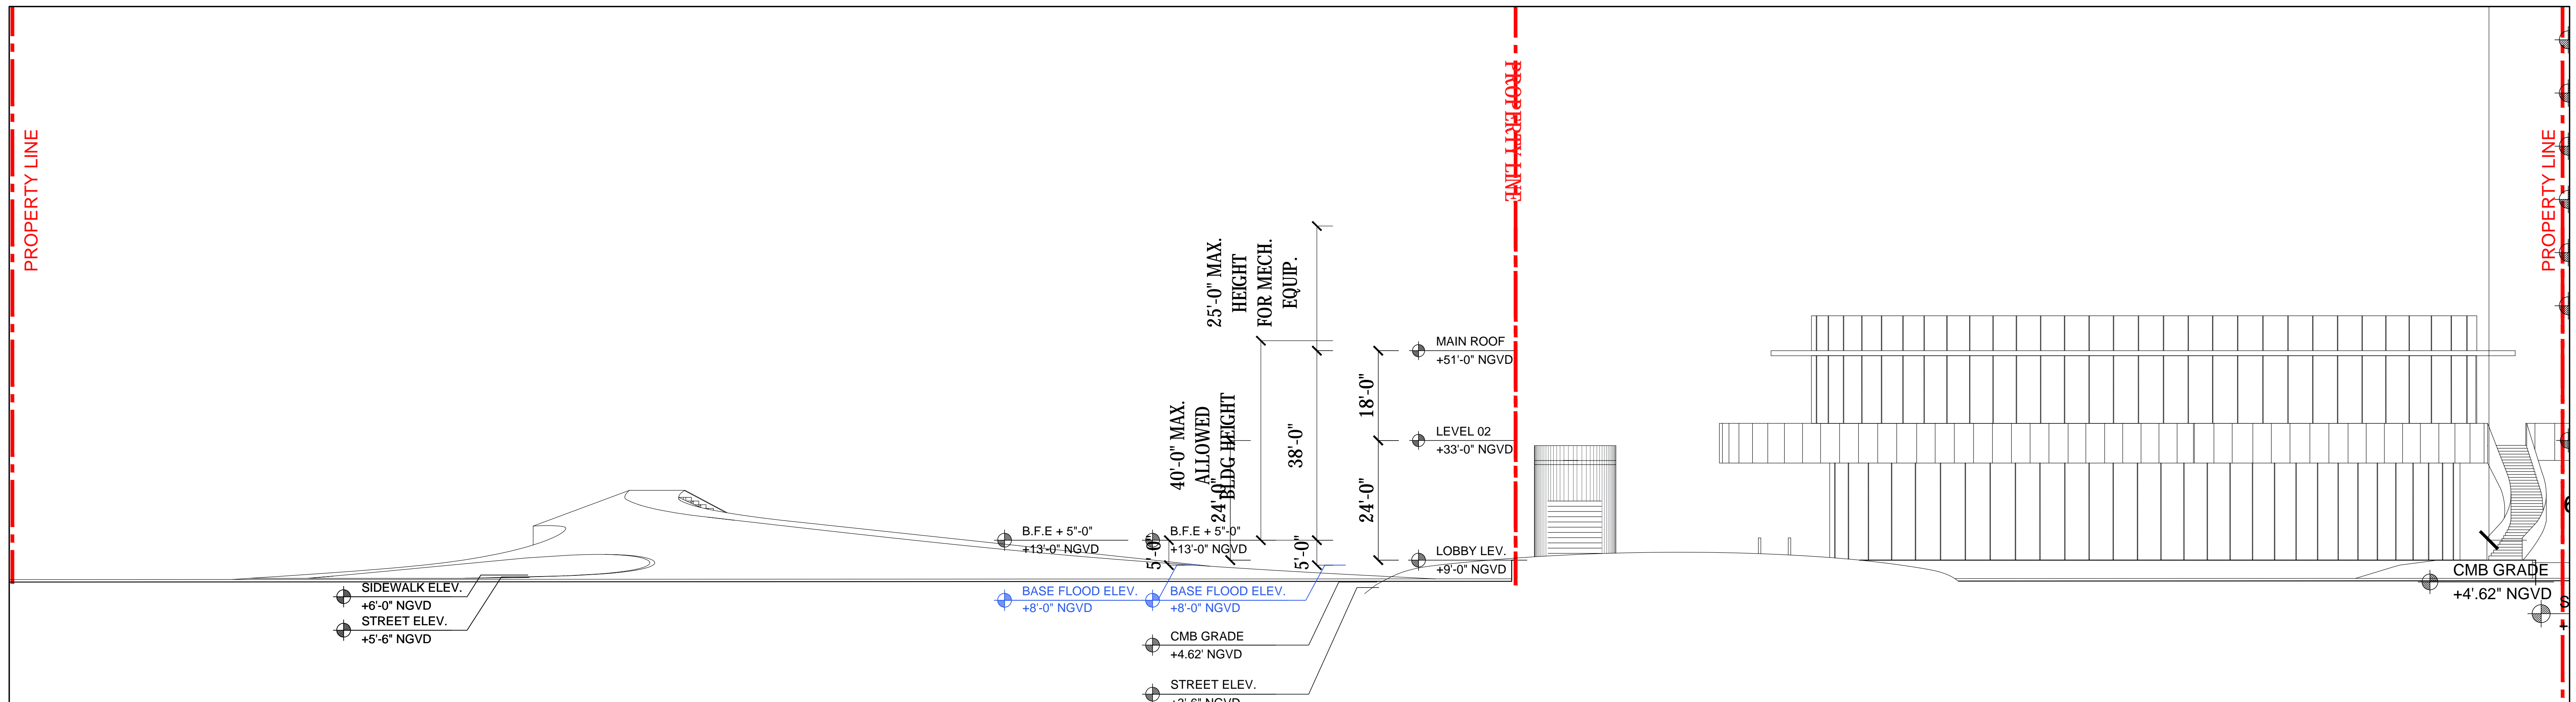 PROPERTY LINE
PROPERTY LINE
PROPERTY LINE
25'-0" MAX.
HEIGHT
FOR MECH.
EQUIP.
MAIN ROOF
+51'-0" NGVD
18'-0"
40'-0" MAX.
ALLOWED
BLDG HEIGHT
24'-0"
38'-0"
LEVEL 02
+33'-0" NGVD
24'-0"
B.F.E + 5"-0"
+13'-0" NGVD
5'-0"
B.F.E + 5"-0"
+13'-0" NGVD
5'-0"
LOBBY LEV.
+9'-0" NGVD
SIDEWALK ELEV.
+6'-0" NGVD
STREET ELEV.
+5'-6" NGVD
BASE FLOOD ELEV.
+8'-0" NGVD
BASE FLOOD ELEV.
+8'-0" NGVD
CMB GRADE
+4.62' NGVD
STREET ELEV.
CMB GRADE
+4'.62" NGVD